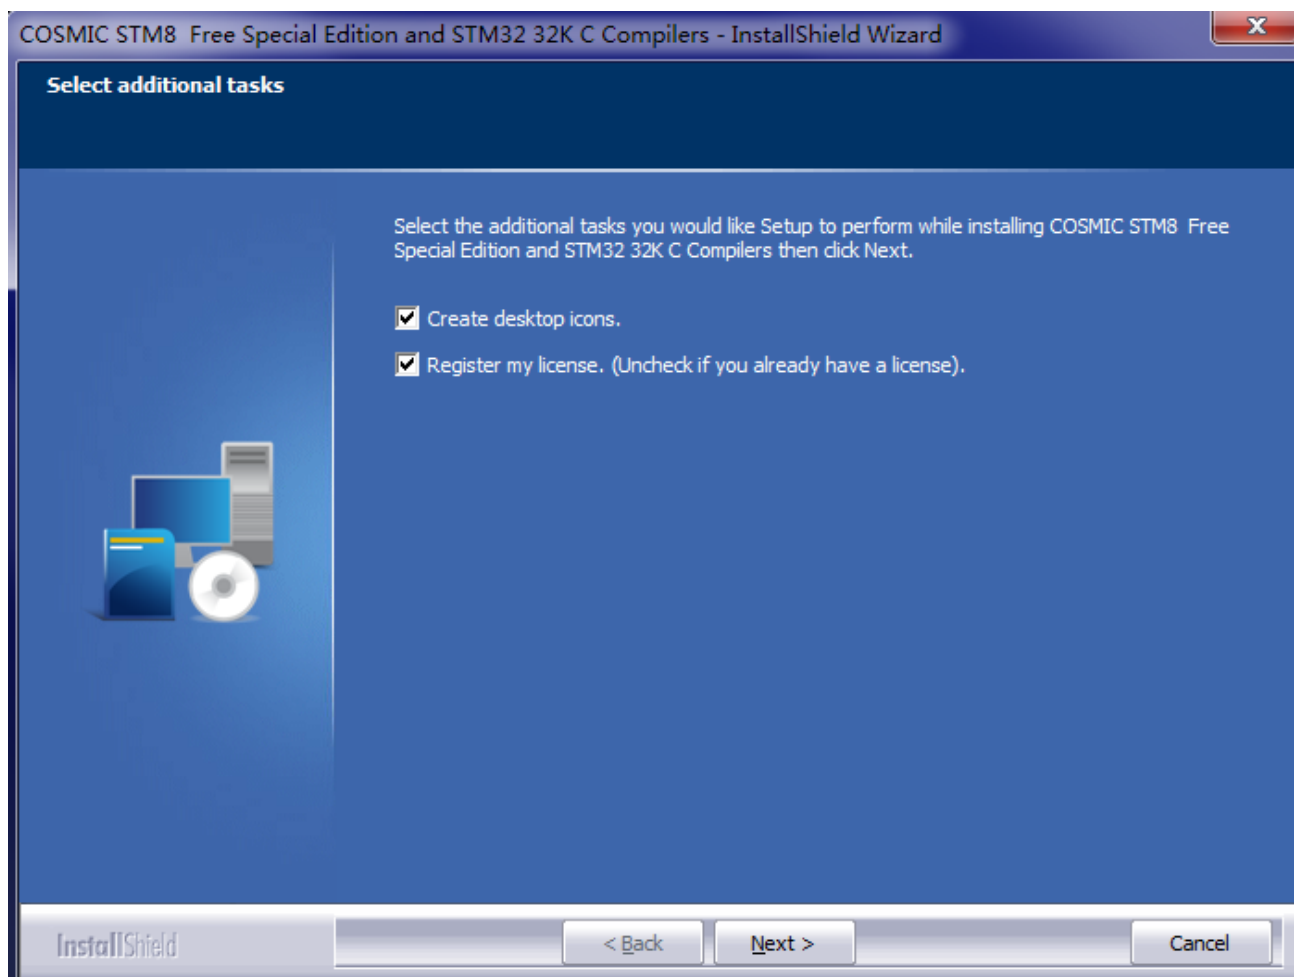 COSMIC STM8  Free Special Edition and STM32 32K C Compilers - InstallShield Wizard
x
Select additional tasks
Select the additional tasks you would like Setup to perform while installing COSMIC STM8  Free
Special Edition and STM32 32K C Compilers then click Next.
Create desktop icons.
Register my license. (Uncheck if you already have a license).
InstallShield
< Back
Next >
Cancel